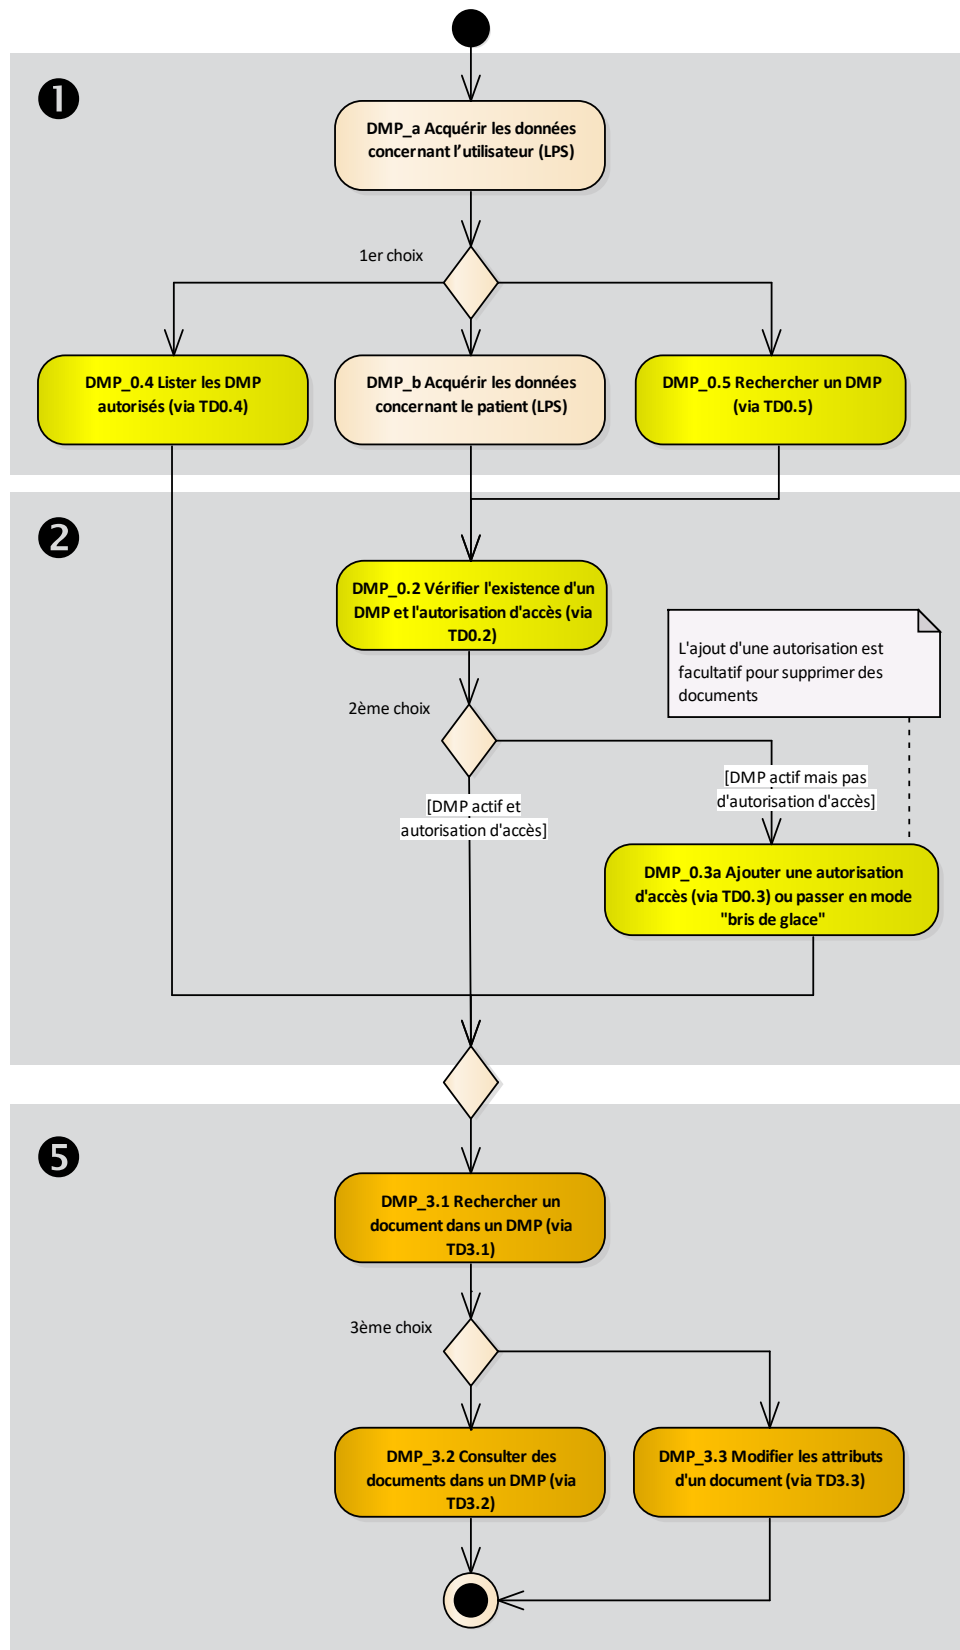 ❶
DMP_a Acquérir les données
concernant l’utilisateur (LPS)
1er choix
DMP_0.4 Lister les DMP
autorisés (via TD0.4)
DMP_b Acquérir les données
concernant le patient (LPS)
DMP_0.5 Rechercher un DMP
(via TD0.5)
❷
DMP_0.2 Vérifier l'existence d'un
DMP et l'autorisation d'accès (via
TD0.2)
L'ajout d'une autorisation est
facultatif pour supprimer des
documents
2ème choix
[DMP actif et
autorisation d'accès]
[DMP actif mais pas
d'autorisation d'accès]
DMP_0.3a Ajouter une autorisation
d'accès (via TD0.3) ou passer en mode
"bris de glace"
❺
DMP_3.1 Rechercher un
document dans un DMP (via
TD3.1)
3ème choix
DMP_3.2 Consulter des
documents dans un DMP (via
TD3.2)
DMP_3.3 Modifier les attributs
d'un document (via TD3.3)